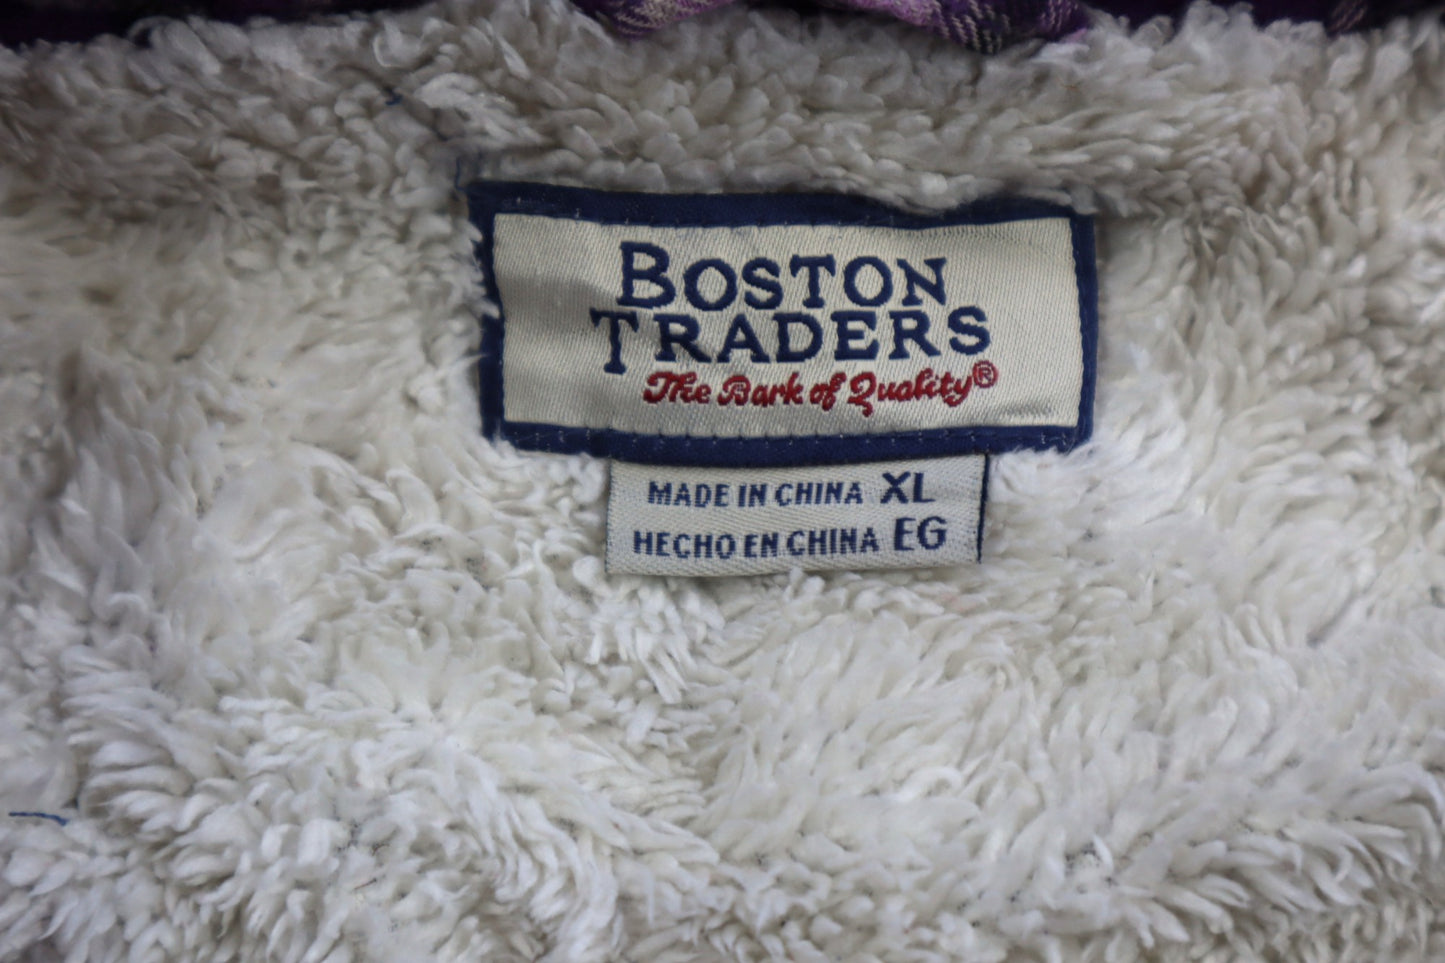 BOSTON
TRADERS
The Bark of Quality®
MADE IN CHINA XL
HECHO EN CHINA EG